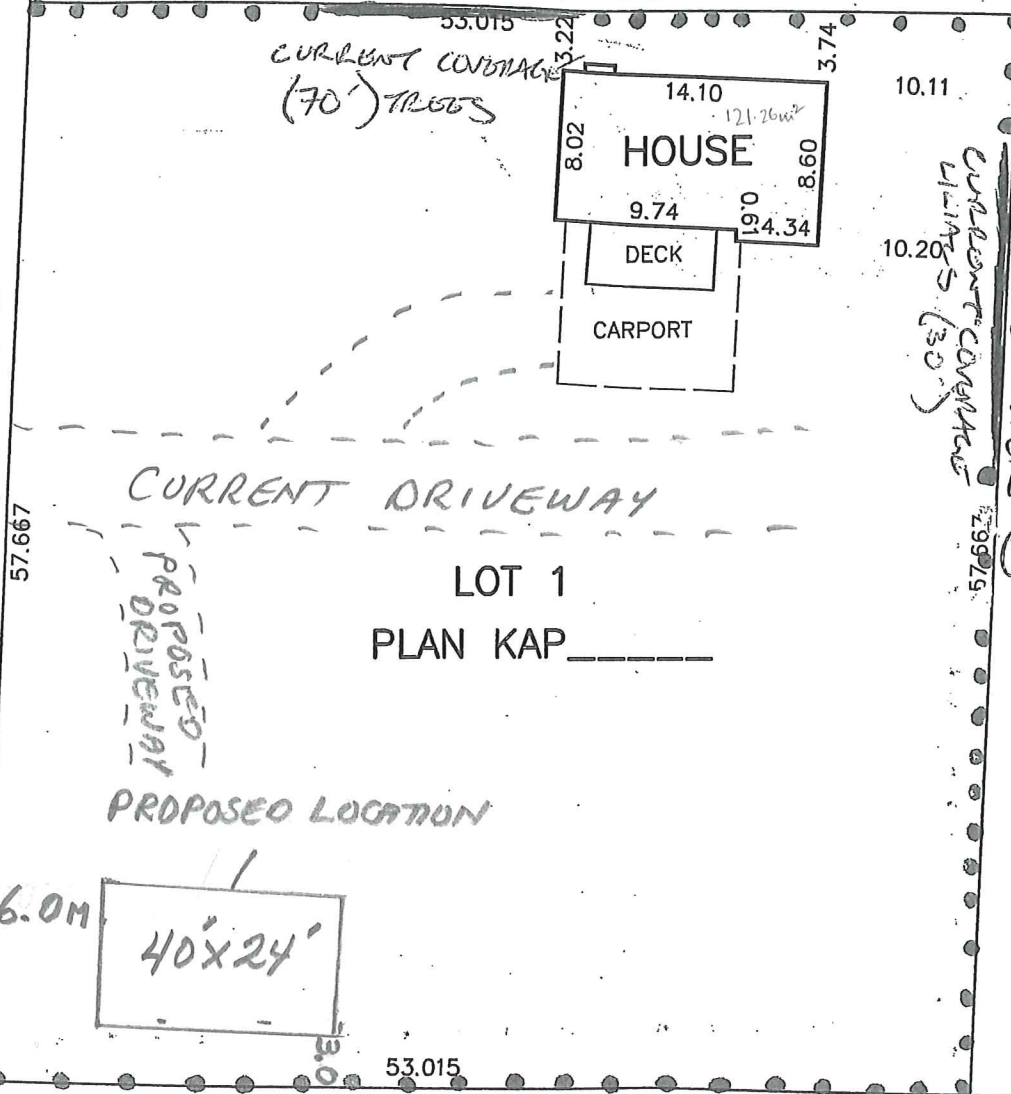 53.015
CURRENT COVERAGE
(70') TREES
3.22
3.74
14.10
10.11
121.26m²
8.02
HOUSE
8.60
9.74
0.61
4.34
DECK
10.20
CURRENT COVERAGE
LILIACS (30')
CARPORT
CURRENT DRIVEWAY
57.667
57.667
PROPOSED
DRIVEWAY
LOT 1
PLAN KAP______
PROPOSED LOCATION
6.0M
40'x24'
3.0
53.015